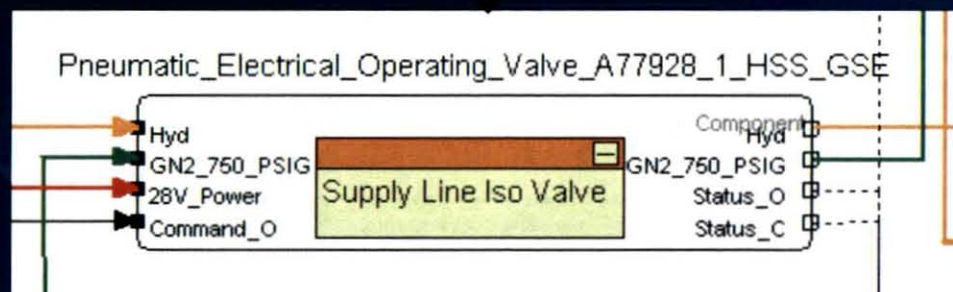 Pneumatic_Electrical_Operating_Valve_A77928_1_HSS_GSE
Component
Hyd
Hyd
GN2_750_PSIG
GN2_750_PSIG
28V_Power
Supply Line Iso Valve
Status_O
Command_O
Status_C